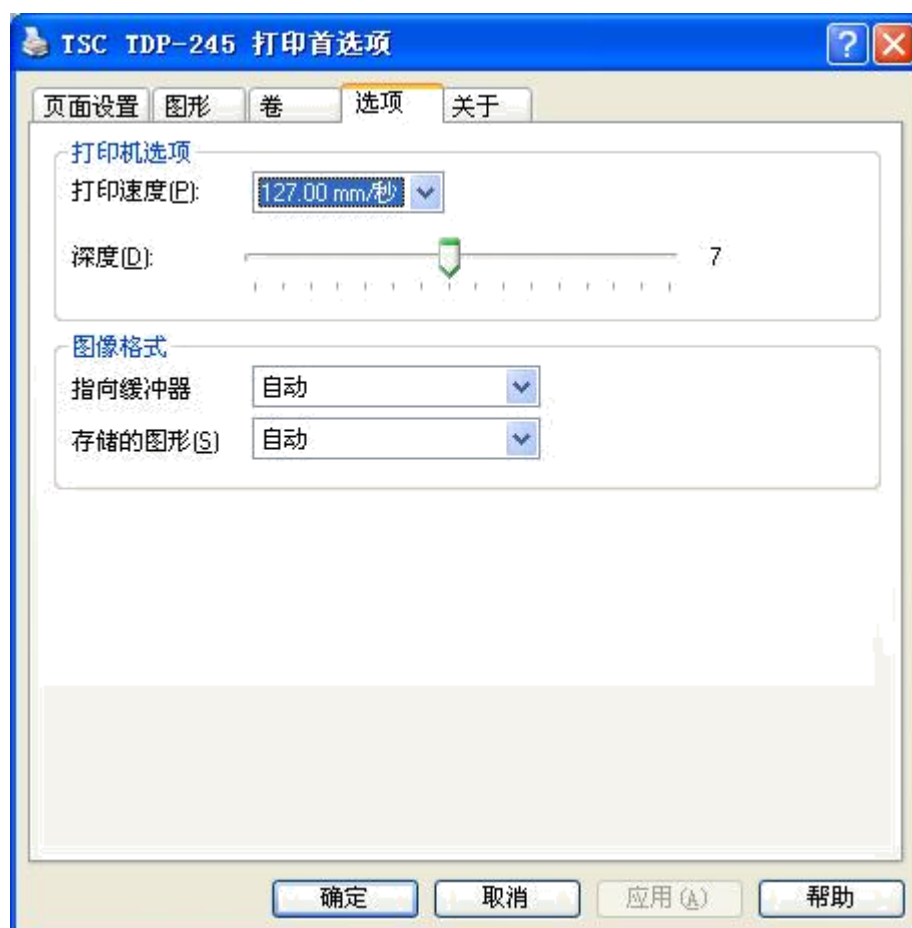 TSC TDP-245 打印首选项
页面设置 图形 卷 选项 关于
打印机选项
打印速度(P): 127.00 mm/秒
深度(D): 7
图像格式
指向缓冲器 自动
存储的图形(S) 自动
确定 取消 应用(A) 帮助